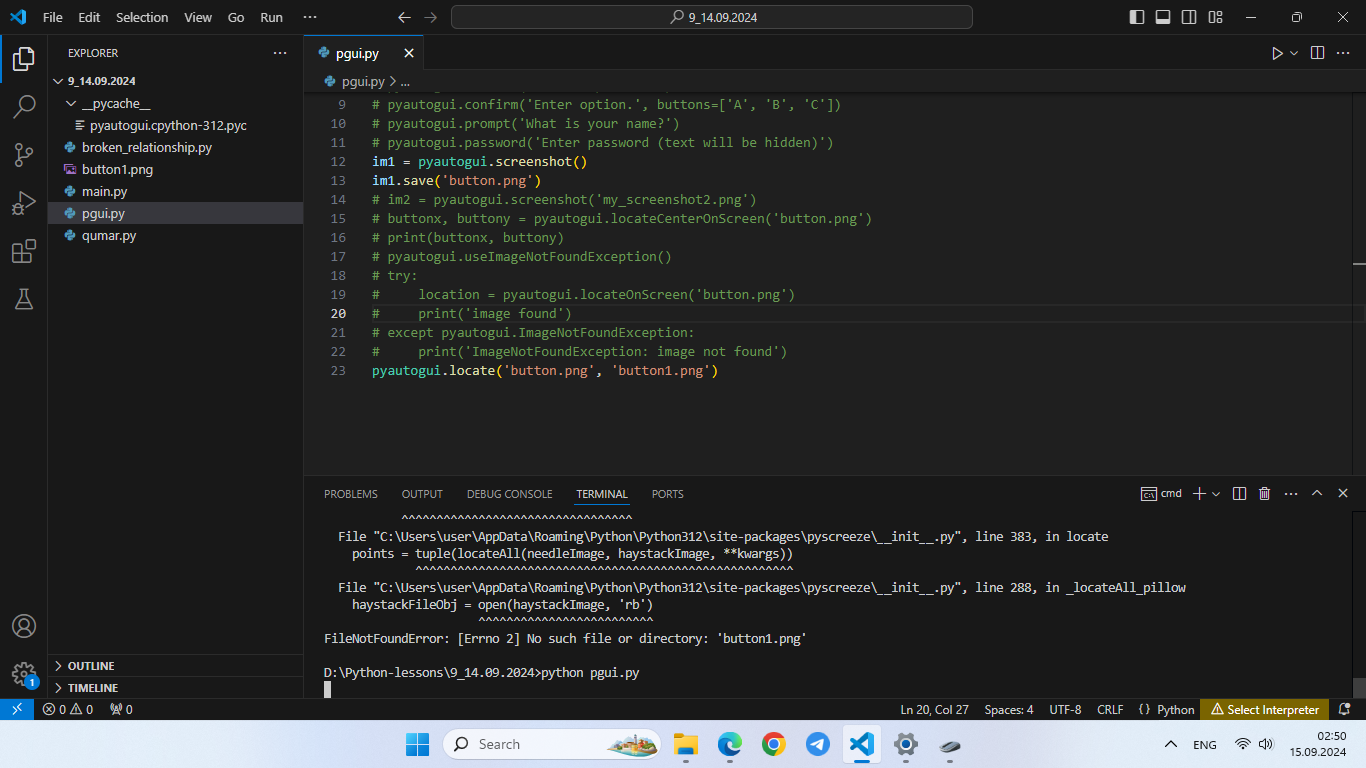 File Edit Selection View Go Run ···
9_14.09.2024
EXPLORER
9_14.09.2024
__pycache__
pyautogui.cpython-312.pyc
broken_relationship.py
button1.png
main.py
pgui.py
qumar.py
OUTLINE
TIMELINE
pgui.py
pgui.py > ...
9 # pyautogui.confirm('Enter option.', buttons=['A', 'B', 'C'])
10 # pyautogui.prompt('What is your name?')
11 # pyautogui.password('Enter password (text will be hidden)')
12 im1 = pyautogui.screenshot()
13 im1.save('button.png')
14 # im2 = pyautogui.screenshot('my_screenshot2.png')
15 # buttonx, buttony = pyautogui.locateCenterOnScreen('button.png')
16 # print(buttonx, buttony)
17 # pyautogui.useImageNotFoundException()
18 # try:
19 #     location = pyautogui.locateOnScreen('button.png')
20 #     print('image found')
21 # except pyautogui.ImageNotFoundException:
22 #     print('ImageNotFoundException: image not found')
23 pyautogui.locate('button.png', 'button1.png')
PROBLEMS OUTPUT DEBUG CONSOLE TERMINAL PORTS
cmd
^^^^^^^^^^^^^^^^^^^^^^^^^^^^^^^^^
File "C:\Users\user\AppData\Roaming\Python\Python312\site-packages\pyscreeze\__init__.py", line 383, in locate
points = tuple(locateAll(needleImage, haystackImage, **kwargs))
^^^^^^^^^^^^^^^^^^^^^^^^^^^^^^^^^^^^^^^^^^^^^^^^^^^^^^
File "C:\Users\user\AppData\Roaming\Python\Python312\site-packages\pyscreeze\__init__.py", line 288, in _locateAll_pillow
haystackFileObj = open(haystackImage, 'rb')
^^^^^^^^^^^^^^^^^^^^^^^^^
FileNotFoundError: [Errno 2] No such file or directory: 'button1.png'
D:\Python-lessons\9_14.09.2024>python pgui.py
1
0 0 0 Ln 20, Col 27 Spaces: 4 UTF-8 CRLF {} Python Select Interpreter
Search
ENG
02:50
15.09.2024